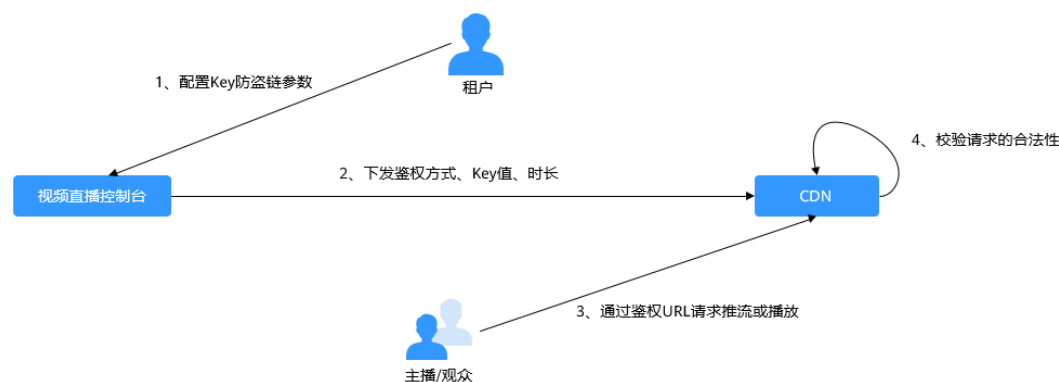 租户
1、配置Key防盗链参数
4、校验请求的合法性
2、下发鉴权方式、Key值、时长
视频直播控制台
CDN
3、通过鉴权URL请求推流或播放
主播/观众